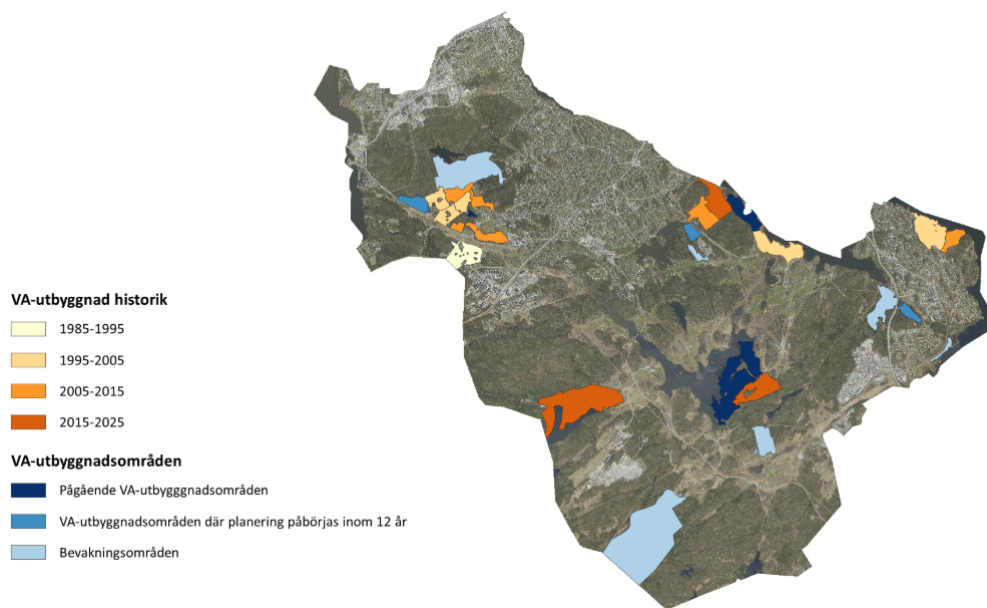 VA-utbyggnad historik
1985-1995
1995-2005
2005-2015
2015-2025
VA-utbyggnadsområden
Pågående VA-utbygggnadsområden
VA-utbyggnadsområden där planering påbörjas inom 12 år
Bevakningsområden